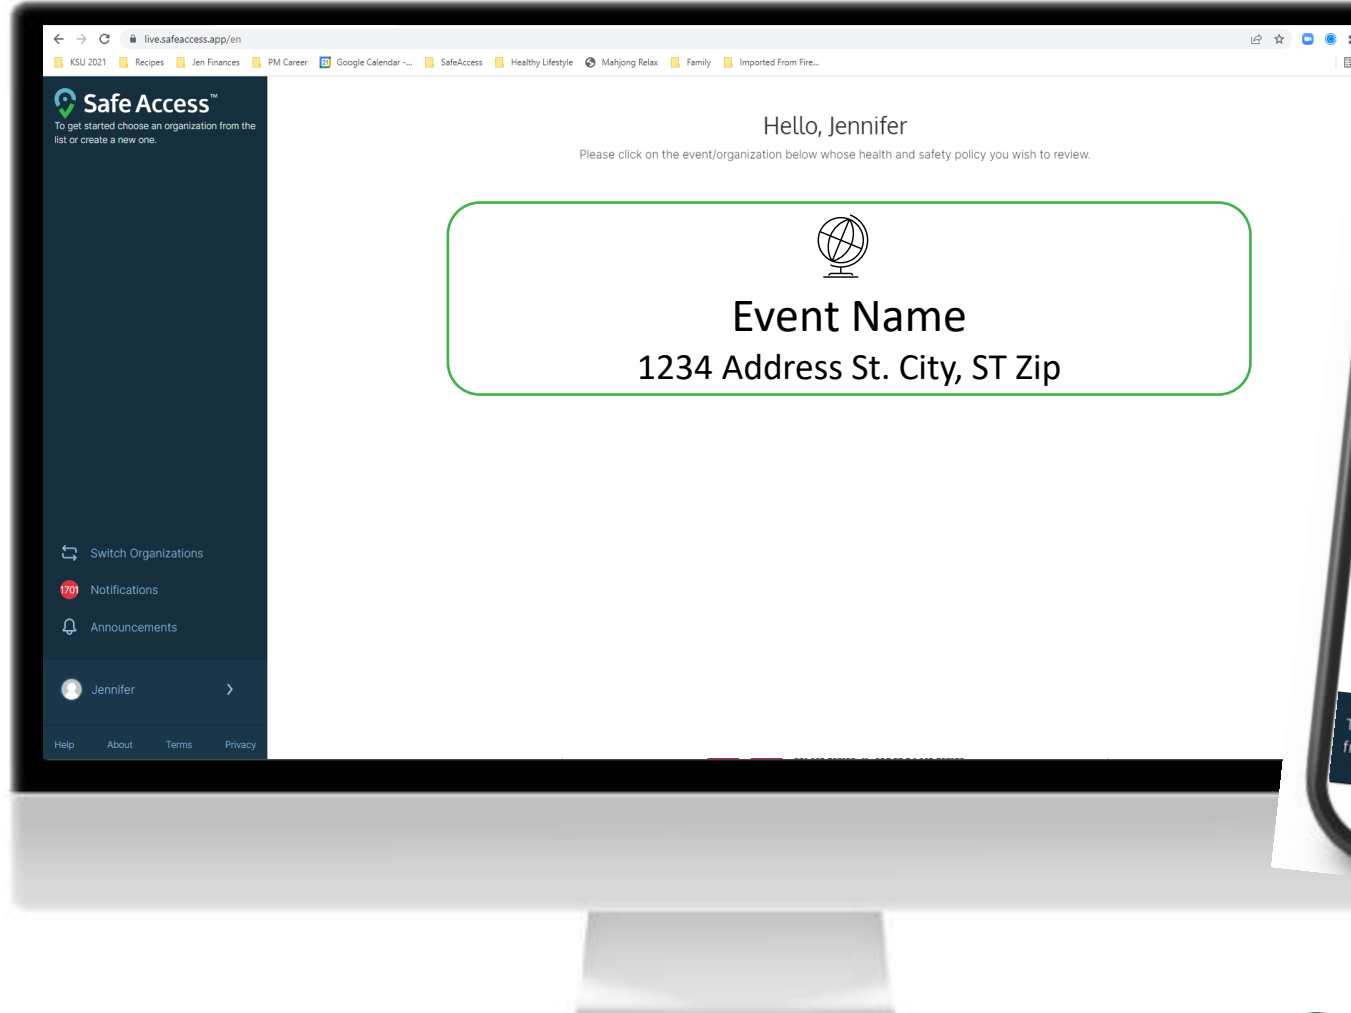 live.safeaccess.app/en
KSU 2021 Recipes Jen Finances PM Career 21 Google Calendar -... SafeAccess Healthy Lifestyle Mahjong Relax Family Imported From Fire...
Safe Access™
To get started choose an organization from the
list or create a new one.
Hello, Jennifer
Please click on the event/organization below whose health and safety policy you wish to review.
Event Name
1234 Address St. City, ST Zip
Switch Organizations
1701 Notifications
Announcements
Jennifer
Help About Terms Privacy